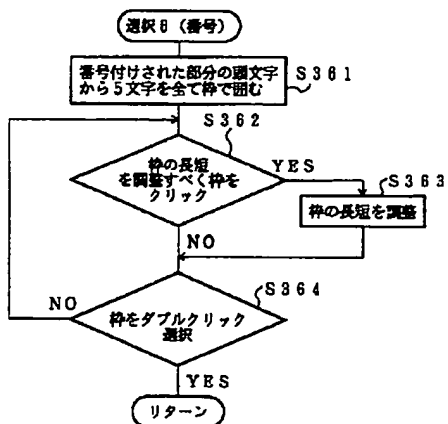 選択6 (番号)
番号付けされた部分の頭文字
から5文字を全て枠で囲む
S361
S362
枠の長短
を調整すべく枠を
クリック
YES
S363
枠の長短を調整
NO
S364
NO
枠をダブルクリック
選択
YES
リターン